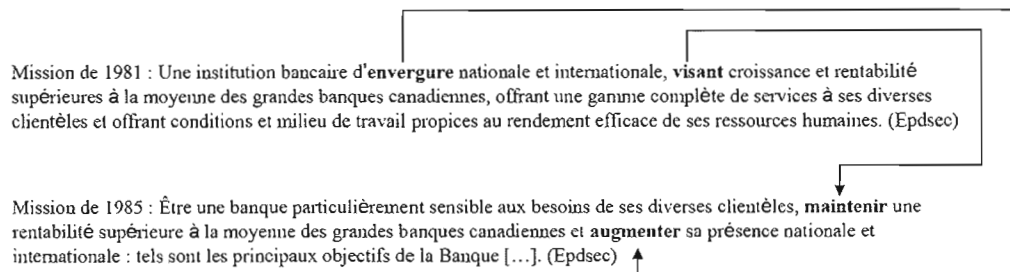 Mission de 1981 : Une institution bancaire d'envergure nationale et internationale, visant croissance et rentabilité
supérieures à la moyenne des grandes banques canadiennes, offrant une gamme complète de services à ses diverses
clientèles et offrant conditions et milieu de travail propices au rendement efficace de ses ressources humaines. (Epdsec)
Mission de 1985 : Être une banque particulièrement sensible aux besoins de ses diverses clientèles, maintenir une
rentabilité supérieure à la moyenne des grandes banques canadiennes et augmenter sa présence nationale et
internationale : tels sont les principaux objectifs de la Banque [...]. (Epdsec)